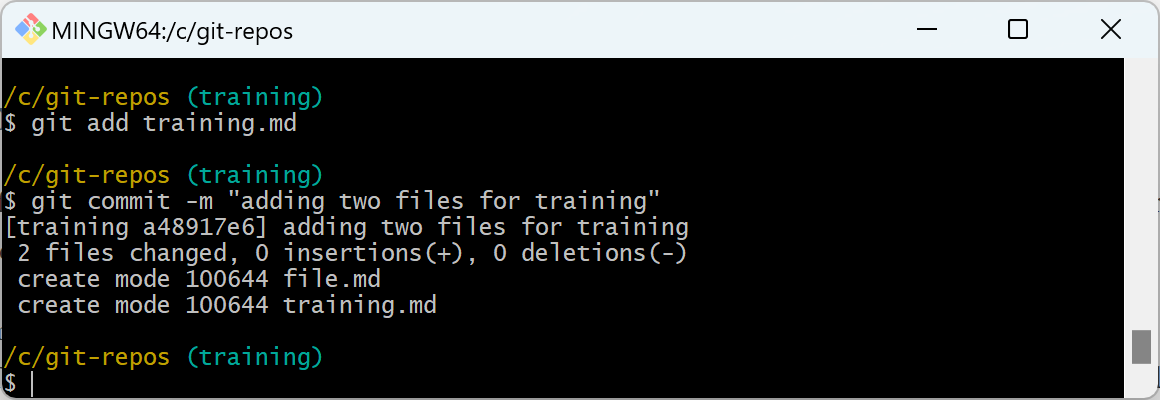 MINGW64:/c/git-repos
/c/git-repos (training)
$ git add training.md
/c/git-repos (training)
$ git commit -m "adding two files for training"
[training a48917e6] adding two files for training
 2 files changed, 0 insertions(+), 0 deletions(-)
 create mode 100644 file.md
 create mode 100644 training.md
/c/git-repos (training)
$